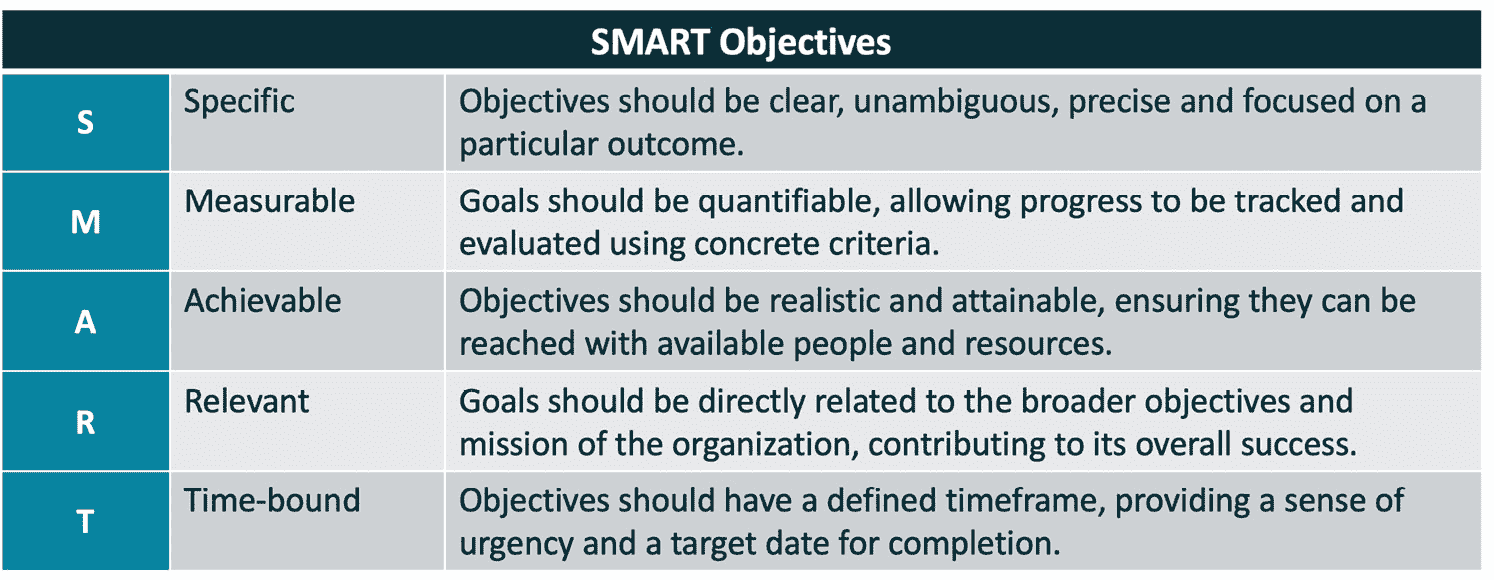 SMART Objectives
S
Specific
Objectives should be clear, unambiguous, precise and focused on a
particular outcome.
M
Measurable
Goals should be quantifiable, allowing progress to be tracked and
evaluated using concrete criteria.
A
Achievable
Objectives should be realistic and attainable, ensuring they can be
reached with available people and resources.
R
Relevant
Goals should be directly related to the broader objectives and
mission of the organization, contributing to its overall success.
T
Time-bound
Objectives should have a defined timeframe, providing a sense of
urgency and a target date for completion.